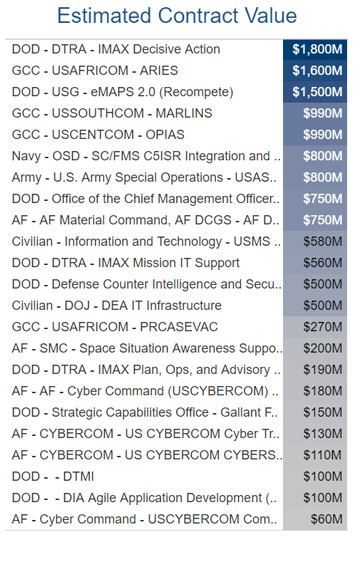 Estimated Contract Value
DOD - DTRA - IMAX Decisive Action $1,800M
GCC - USAFRICOM - ARIES $1,600M
DOD - USG - eMAPS 2.0 (Recompete) $1,500M
GCC - USSOUTHCOM - MARLINS $990M
GCC - USCENTCOM - OPIAS $990M
Navy - OSD - SC/FMS C5ISR Integration and .. $800M
Army - U.S. Army Special Operations - USAS.. $800M
DOD - Office of the Chief Management Officer.. $750M
AF - AF Material Command, AF DCGS - AF D.. $750M
Civilian - Information and Technology - USMS .. $580M
DOD - DTRA - IMAX Mission IT Support $560M
DOD - Defense Counter Intelligence and Secu.. $500M
Civilian - DOJ - DEA IT Infrastructure $500M
GCC - USAFRICOM - PRCASEVAC $270M
AF - SMC - Space Situation Awareness Suppo.. $200M
DOD - DTRA - IMAX Plan, Ops, and Advisory .. $190M
AF - AF - Cyber Command (USCYBERCOM) .. $180M
DOD - Strategic Capabilities Office - Gallant F.. $150M
AF - CYBERCOM - US CYBERCOM Cyber Tr.. $130M
AF - CYBERCOM - US CYBERCOM CYBERS.. $110M
DOD - - DTMI $100M
DOD - - DIA Agile Application Development (.. $100M
AF - Cyber Command - USCYBERCOM Com.. $60M